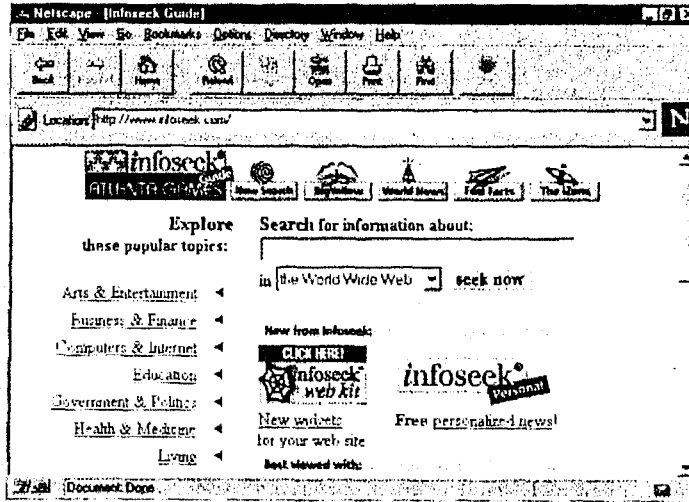 Netscape - [Infoseek Guide]
File Edit View Go Bookmarks Options Directory Window Help
Back Home Reload Open Print Find
Location: http://www.infoseek.com/
N
infoseek Guide
ATLANTA GAMES
New Search Big Yellow World News Fast Facts The Using
Explore
these popular topics:
Arts & Entertainment
Business & Finance
Computers & Internet
Education
Government & Politics
Health & Medicine
Living
Search for information about:
in the World Wide Web seek now
New from Infoseek:
CLICK HERE!
infoseek
web kit
New widgets
for your web site
infoseek Personal
Free personalized news!
Best viewed with:
Document: Done